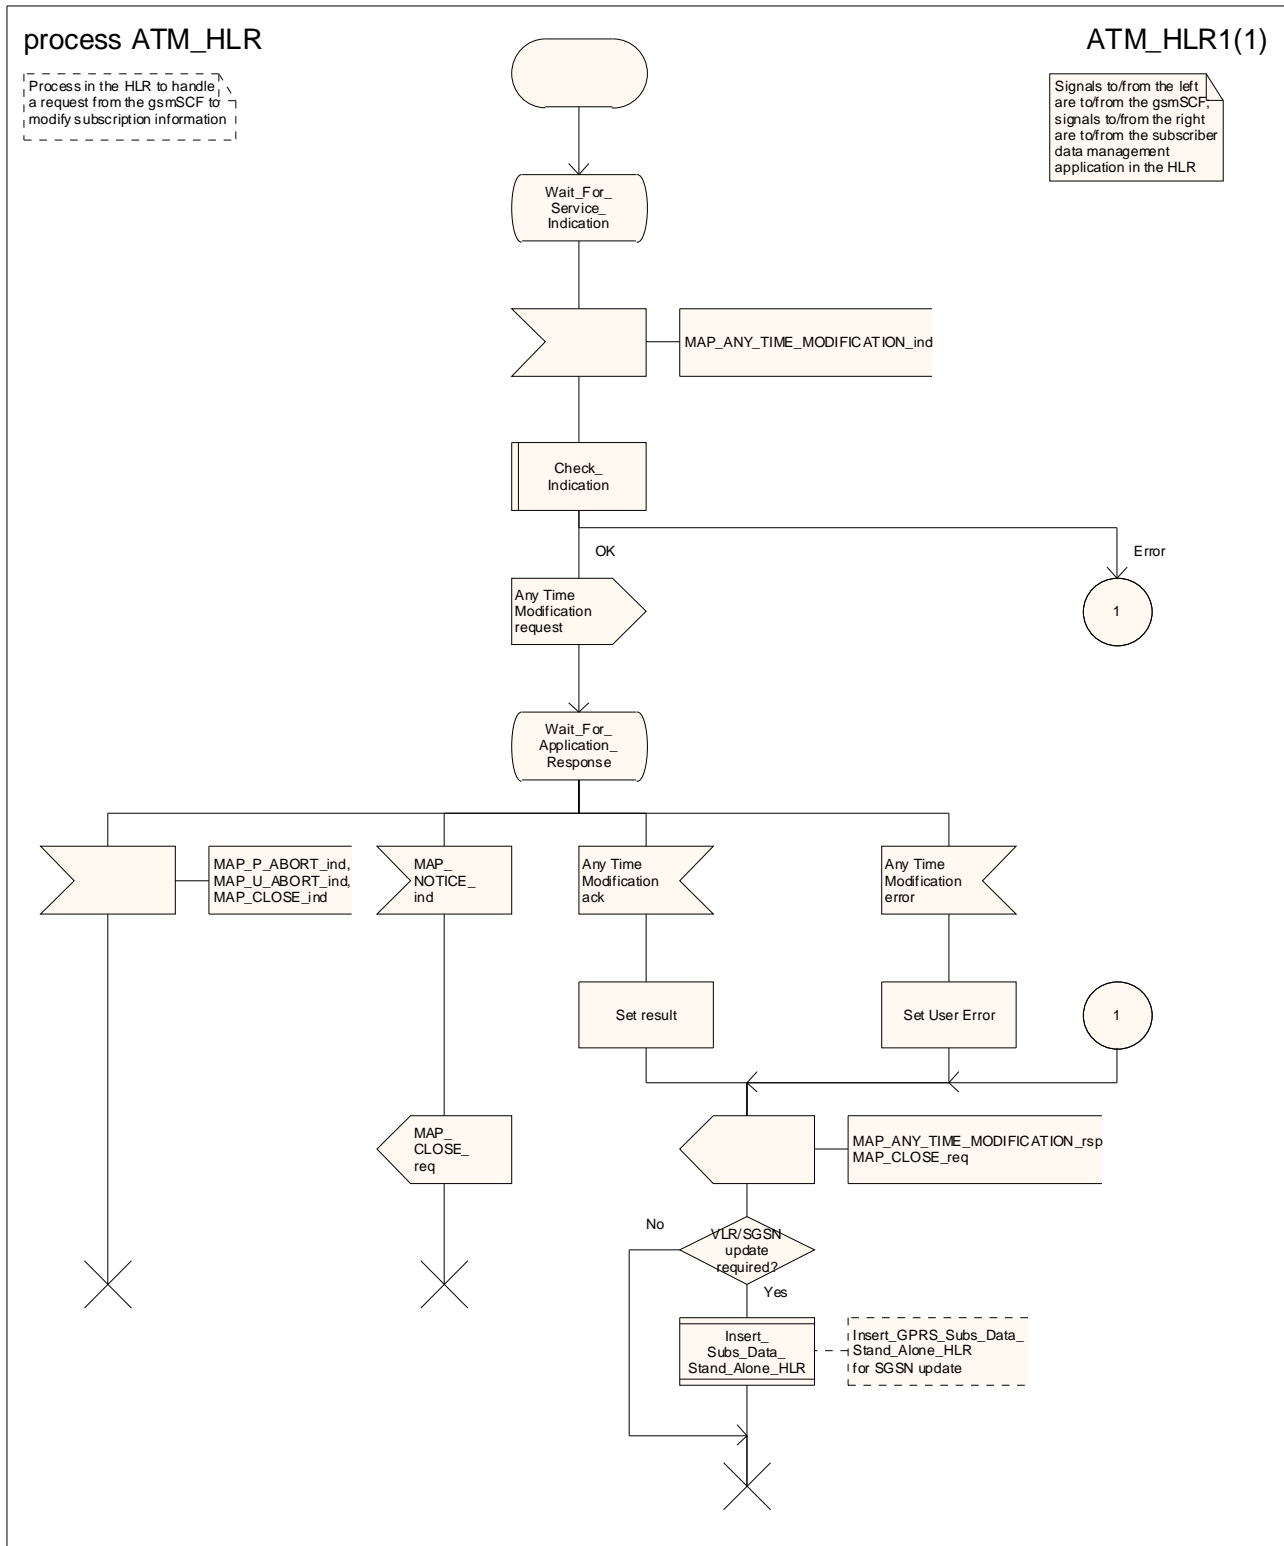 process ATM_HLR
ATM_HLR1(1)
Process in the HLR to handle
a request from the gsmSCF to
modify subscription information
Signals to/from the left
are to/from the gsmSCF;
signals to/from the right
are to/from the subscriber
data management
application in the HLR
Wait_For_
Service_
Indication
MAP_ANY_TIME_MODIFICATION_ind
Check_
Indication
OK
Error
Any Time
Modification
request
1
Wait_For_
Application_
Response
MAP_P_ABORT_ind,
MAP_U_ABORT_ind,
MAP_CLOSE_ind
MAP_
NOTICE_
ind
Any Time
Modification
ack
Any Time
Modification
error
Set result
Set User Error
1
MAP_
CLOSE_
req
MAP_ANY_TIME_MODIFICATION_rsp
MAP_CLOSE_req
No
VLR/SGSN
update
required?
Yes
Insert_
Subs_Data_
Stand_Alone_HLR
Insert_GPRS_Subs_Data_
Stand_Alone_HLR
for SGSN update